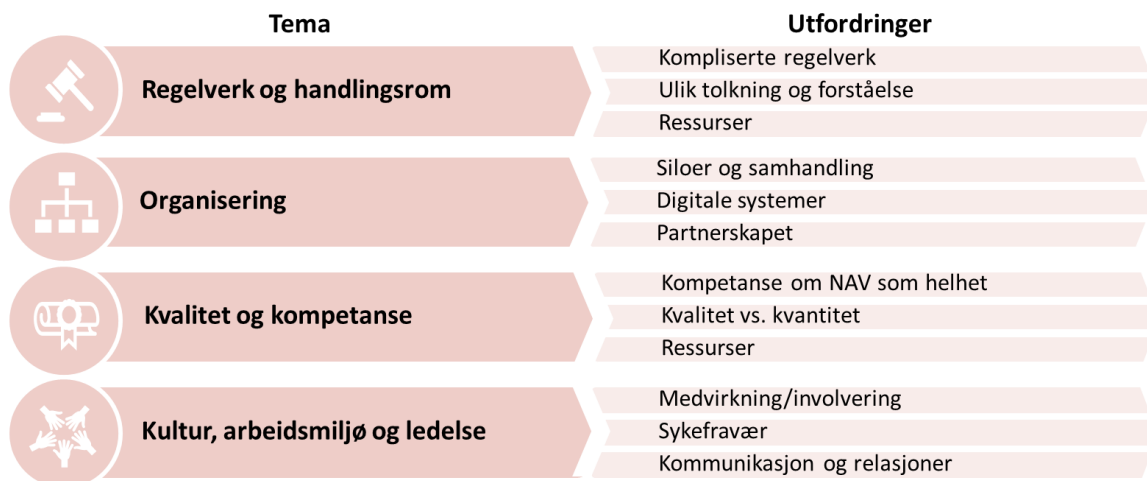 Tema
Utfordringer
Regelverk og handlingsrom
Kompliserte regelverk
Ulik tolkning og forståelse
Ressurser
Organisering
Siloer og samhandling
Digitale systemer
Partnerskapet
Kvalitet og kompetanse
Kompetanse om NAV som helhet
Kvalitet vs. kvantitet
Ressurser
Kultur, arbeidsmiljø og ledelse
Medvirkning/involvering
Sykefravær
Kommunikasjon og relasjoner